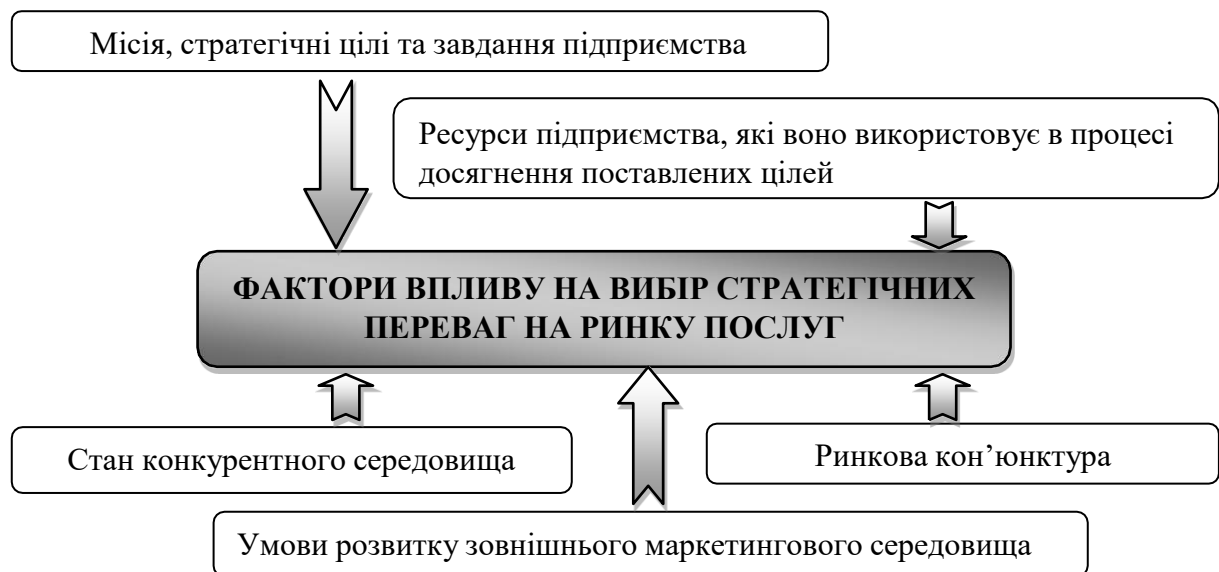 Місія, стратегічні цілі та завдання підприємства
Ресурси підприємства, які воно використовує в процесі
досягнення поставлених цілей
ФАКТОРИ ВПЛИВУ НА ВИБІР СТРАТЕГІЧНИХ
ПЕРЕВАГ НА РИНКУ ПОСЛУГ
Стан конкурентного середовища
Ринкова кон’юнктура
Умови розвитку зовнішнього маркетингового середовища